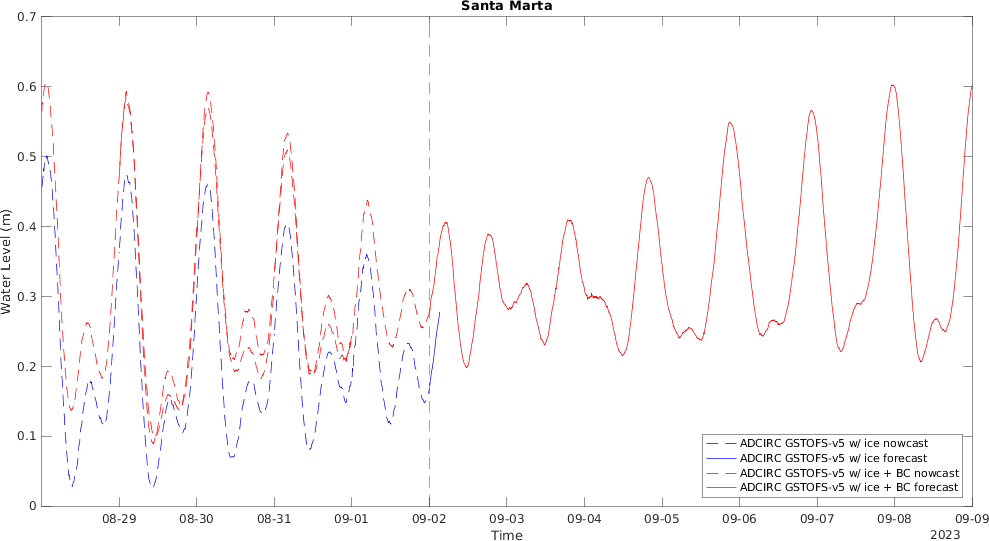 Santa Marta
Water Level (m)
0.7
0.6
0.5
0.4
0.3
0.2
0.1
0
ADCIRC GSTOFS-v5 w/ ice nowcast
ADCIRC GSTOFS-v5 w/ ice forecast
ADCIRC GSTOFS-v5 w/ ice + BC nowcast
ADCIRC GSTOFS-v5 w/ ice + BC forecast
08-29 08-30 08-31 09-01 09-02 09-03 09-04 09-05 09-06 09-07 09-08 09-09
Time
2023